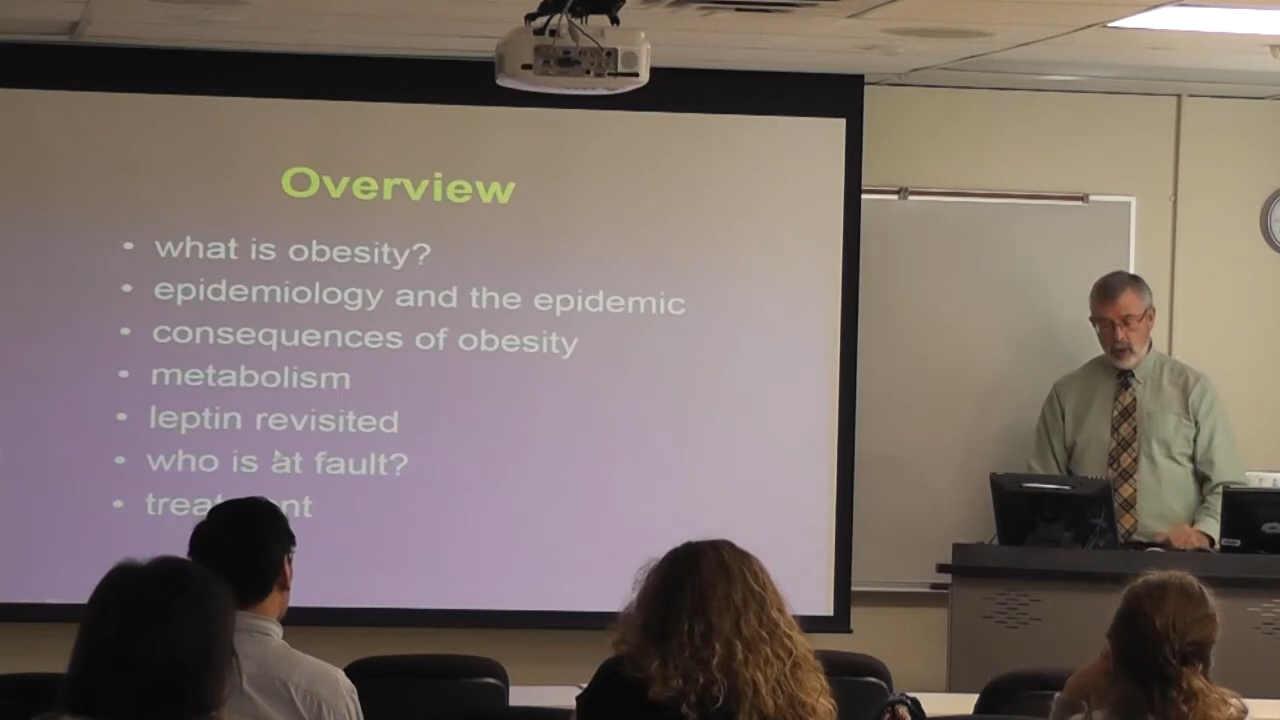 Overview
• what is obesity?
• epidemiology and the epidemic
• consequences of obesity
• metabolism
• leptin revisited
• who is at fault?